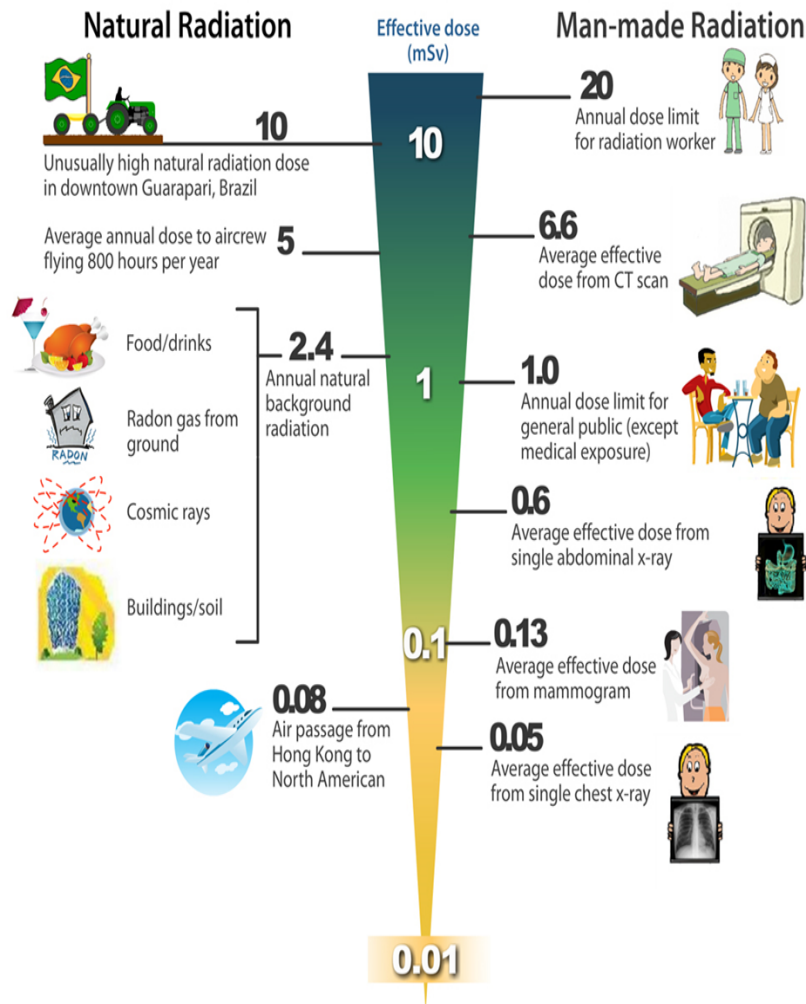 Natural Radiation
Effective dose
(mSv)
Man-made Radiation
10
Unusually high natural radiation dose
in downtown Guarapari, Brazil
20
Annual dose limit
for radiation worker
10
Average annual dose to aircrew
flying 800 hours per year
5
6.6
Average effective
dose from CT scan
Food/drinks
2.4
Annual natural
background
radiation
1
1.0
Annual dose limit for
general public (except
medical exposure)
Radon gas from
ground
RADON
Cosmic rays
0.6
Average effective dose from
single abdominal x-ray
Buildings/soil
0.1
0.13
Average effective dose
from mammogram
0.08
Air passage from
Hong Kong to
North American
0.05
Average effective dose
from single chest x-ray
0.01